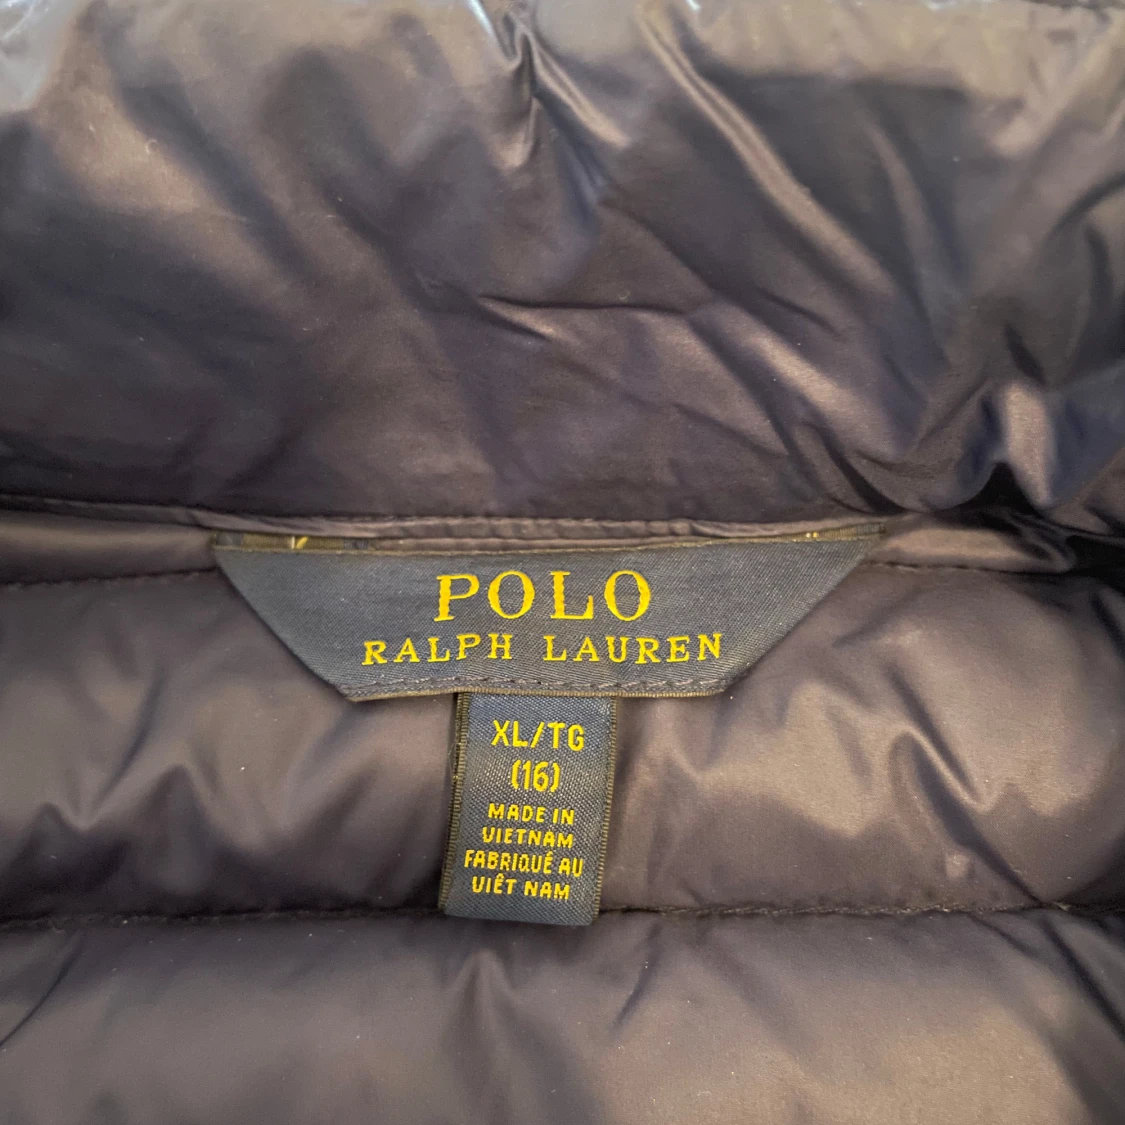 POLO
RALPH LAUREN
XL/TG
(16)
MADE IN
VIETNAM
FABRIQUÉ AU
VIÊT NAM